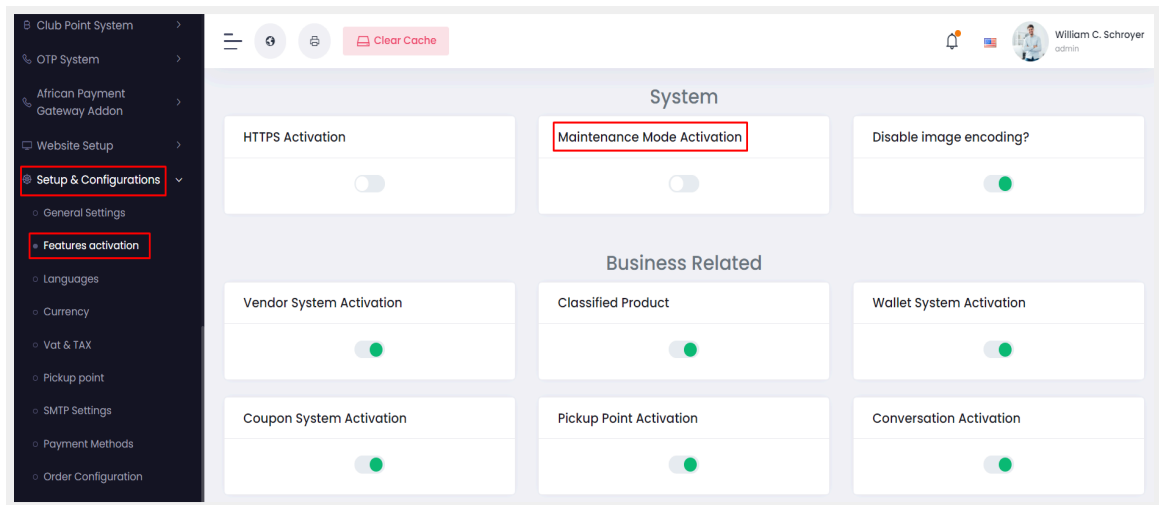 Club Point System
OTP System
African Payment
Gateway Addon
Website Setup
Setup & Configurations
General Settings
Features activation
Languages
Currency
Vat & TAX
Pickup point
SMTP Settings
Payment Methods
Order Configuration
Clear Cache
William C. Schroyer
admin
System
HTTPS Activation
Maintenance Mode Activation
Disable image encoding?
Business Related
Vendor System Activation
Classified Product
Wallet System Activation
Coupon System Activation
Pickup Point Activation
Conversation Activation